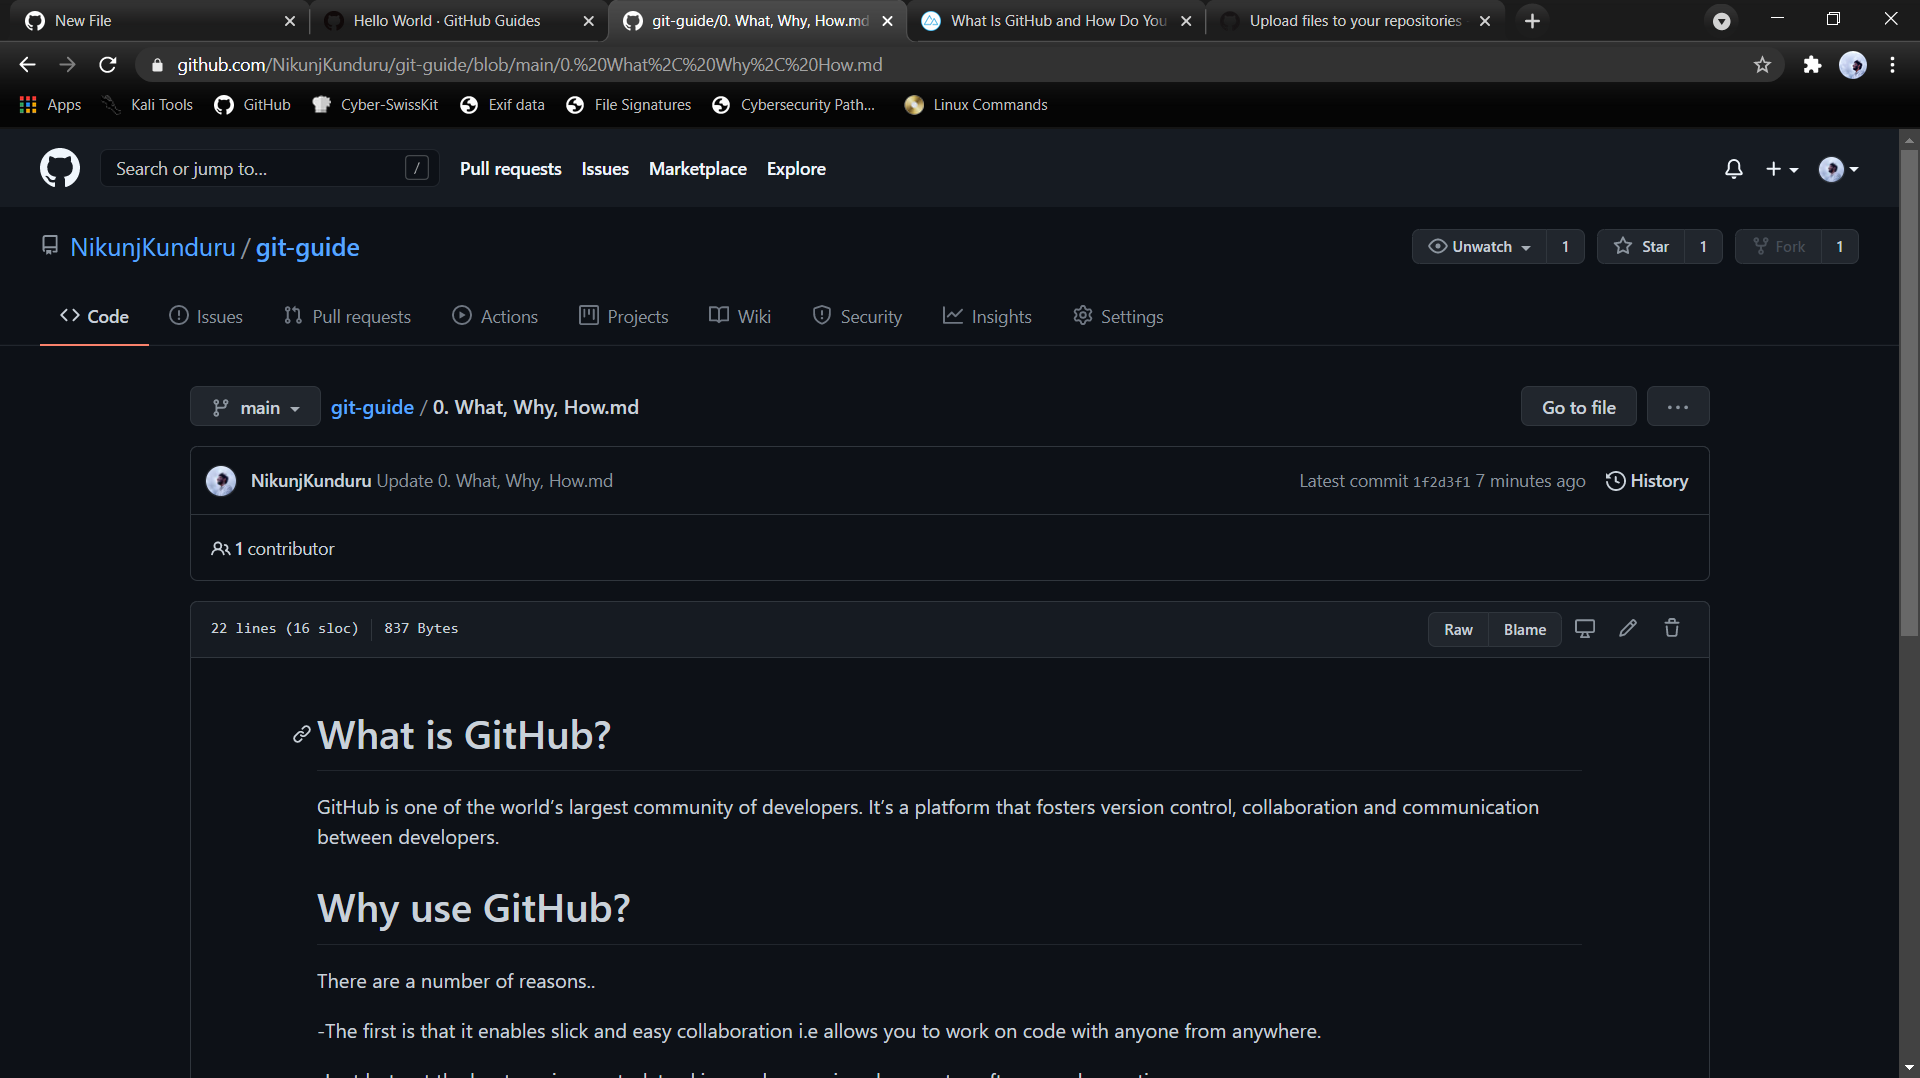 New File
Hello World · GitHub Guides
git-guide/0. What, Why, How.md
What Is GitHub and How Do You
Upload files to your repositories
github.com/NikunjKunduru/git-guide/blob/main/0.%20What%2C%20Why%2C%20How.md
Apps Kali Tools GitHub Cyber-SwissKit Exif data File Signatures Cybersecurity Path... Linux Commands
Search or jump to... / Pull requests Issues Marketplace Explore
NikunjKunduru / git-guide Unwatch 1 Star 1 Fork 1
Code Issues Pull requests Actions Projects Wiki Security Insights Settings
main git-guide / 0. What, Why, How.md Go to file ...
NikunjKunduru Update 0. What, Why, How.md Latest commit 1f2d3f1 7 minutes ago History
1 contributor
22 lines (16 sloc) 837 Bytes Raw Blame
What is GitHub?
GitHub is one of the world’s largest community of developers. It’s a platform that fosters version control, collaboration and communication
between developers.
Why use GitHub?
There are a number of reasons..
-The first is that it enables slick and easy collaboration i.e allows you to work on code with anyone from anywhere.